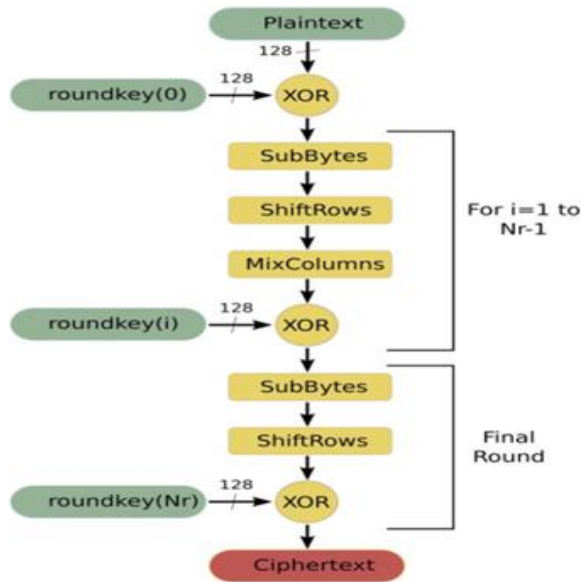 Plaintext
128
128
roundkey(0)
XOR
SubBytes
ShiftRows
For i=1 to
Nr-1
MixColumns
128
roundkey(i)
XOR
SubBytes
ShiftRows
Final
Round
128
roundkey(Nr)
XOR
Ciphertext